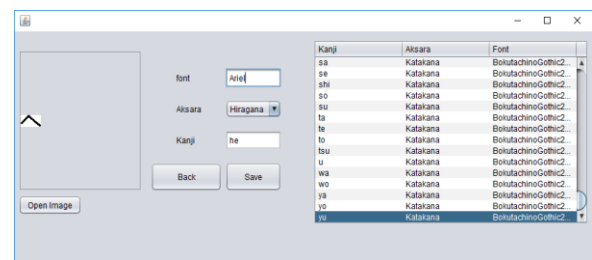 font Ariel
Aksara Hiragana
Kanji he
Back Save
Open Image
Kanji Aksara Font
sa Katakana BokutachinoGothic2...
se Katakana BokutachinoGothic2...
shi Katakana BokutachinoGothic2...
so Katakana BokutachinoGothic2...
su Katakana BokutachinoGothic2...
ta Katakana BokutachinoGothic2...
te Katakana BokutachinoGothic2...
to Katakana BokutachinoGothic2...
tsu Katakana BokutachinoGothic2...
u Katakana BokutachinoGothic2...
wa Katakana BokutachinoGothic2...
wo Katakana BokutachinoGothic2...
ya Katakana BokutachinoGothic2...
yo Katakana BokutachinoGothic2...
yu Katakana BokutachinoGothic2...
へ